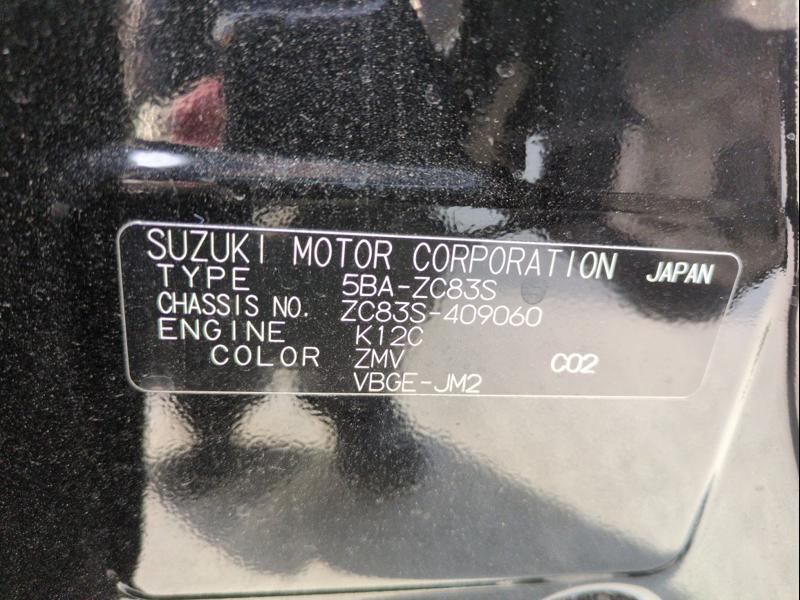 SUZUKI MOTOR CORPORATION JAPAN
TYPE 5BA-ZC83S
CHASSIS NO. ZC83S-409060
ENGINE K12C
COLOR ZMV C02
VBGE-JM2